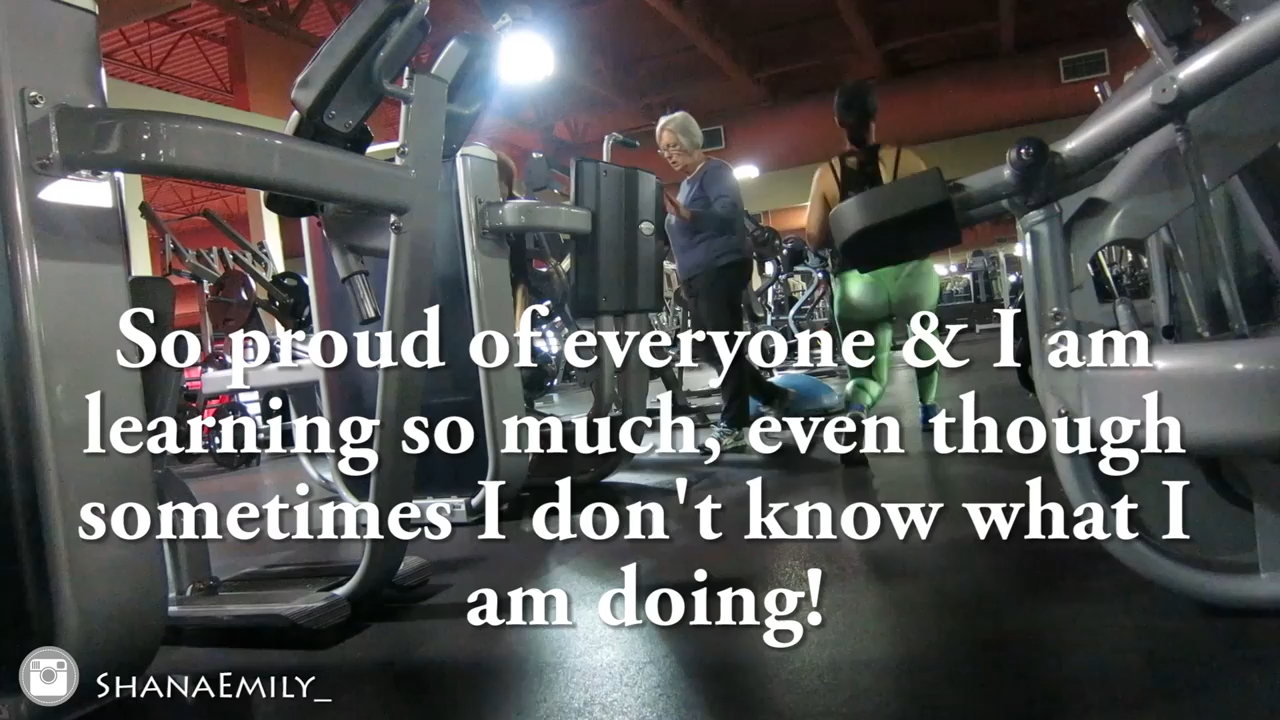 So proud of everyone & I am
learning so much, even though
sometimes I don't know what I
am doing!
ShanaEmily_